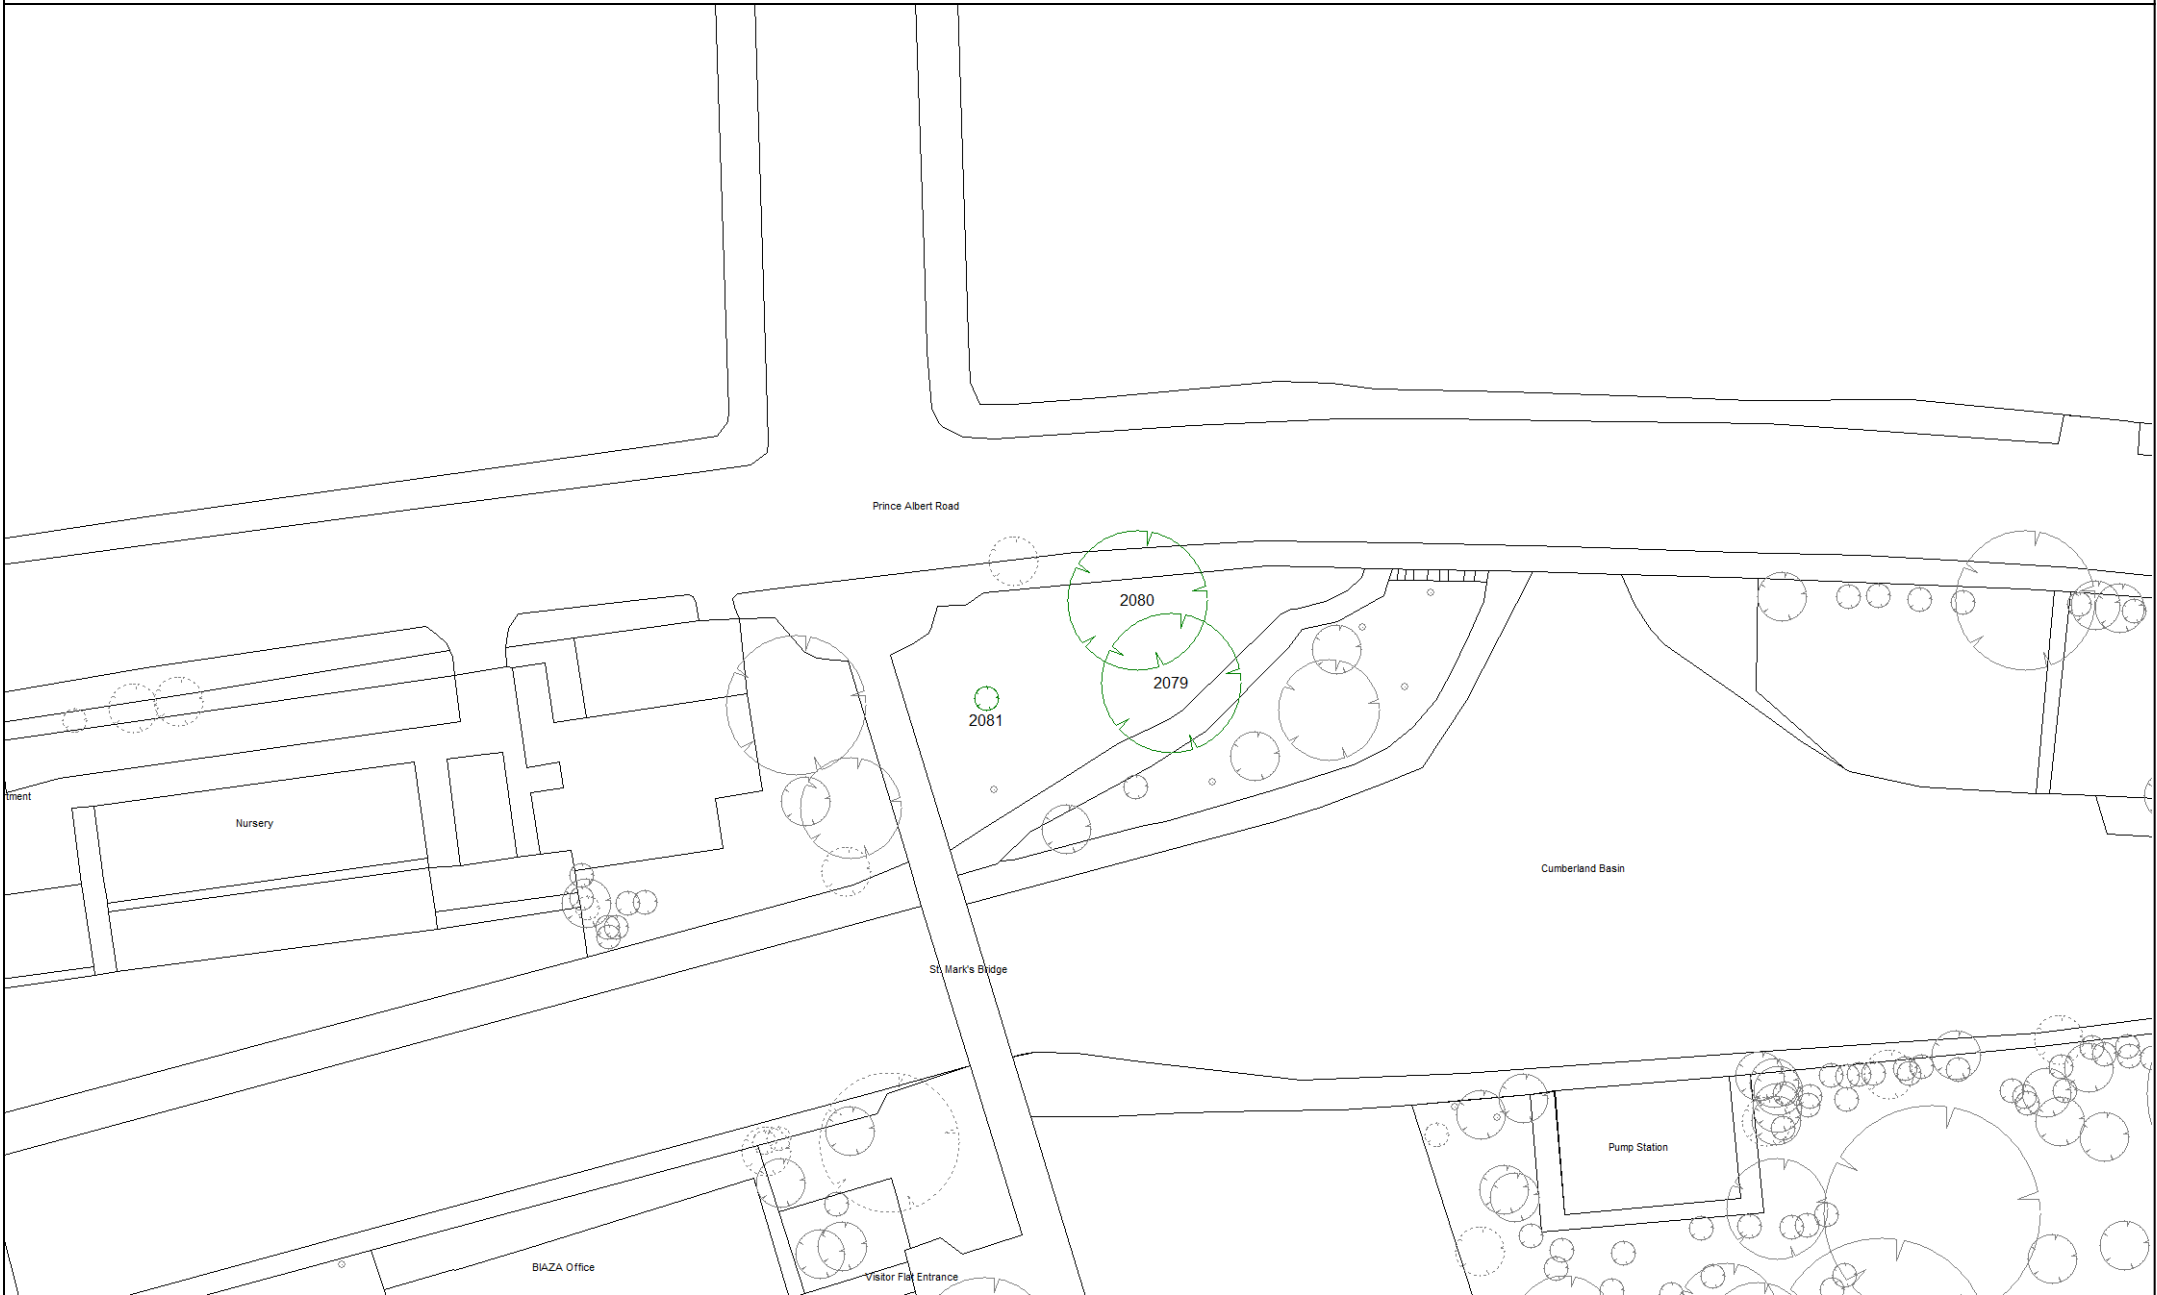 Prince Albert Road
2080
2079
2081
tment
Nursery
Cumberland Basin
St. Mark's Bridge
Pump Station
BIAZA Office
Visitor Flat Entrance